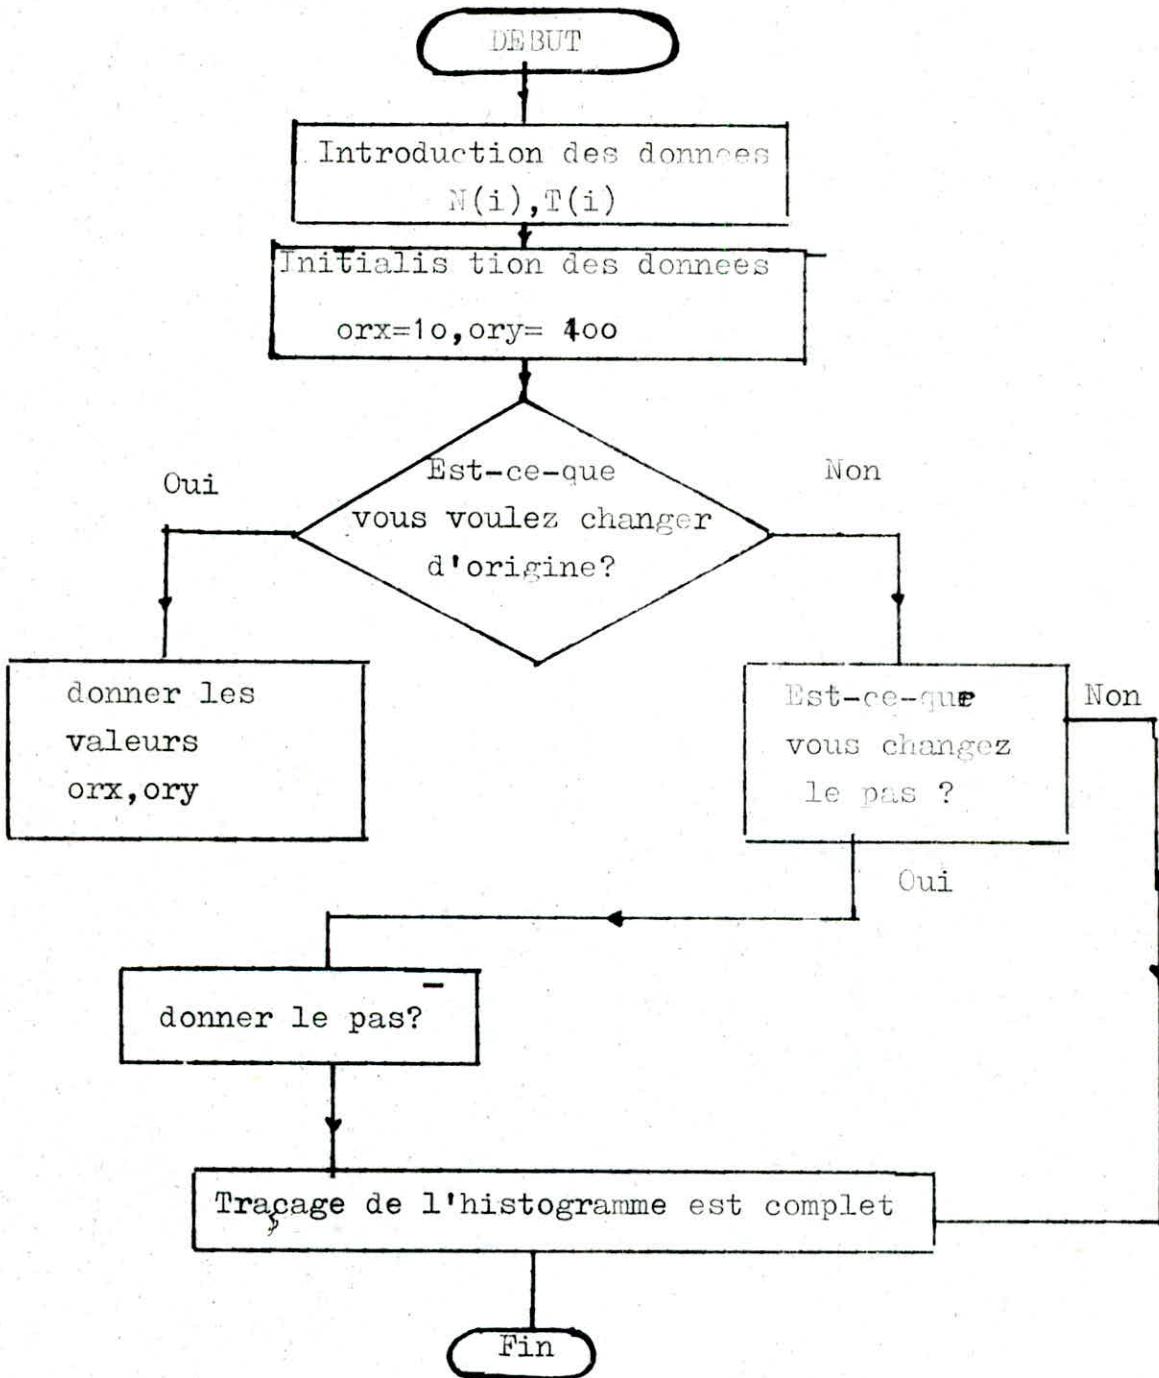 DEBUT
Introduction des donnees
N(i),T(i)
Initialis tion des donnees
orx=1o,ory= 4oo
Oui
Non
Est-ce-que
vous voulez changer
d'origine?
donner les
valeurs
orx,ory
Est-ce-que
vous changez
le pas ?
Non
Oui
donner le pas?
Traçage de l'histogramme est complet
Fin